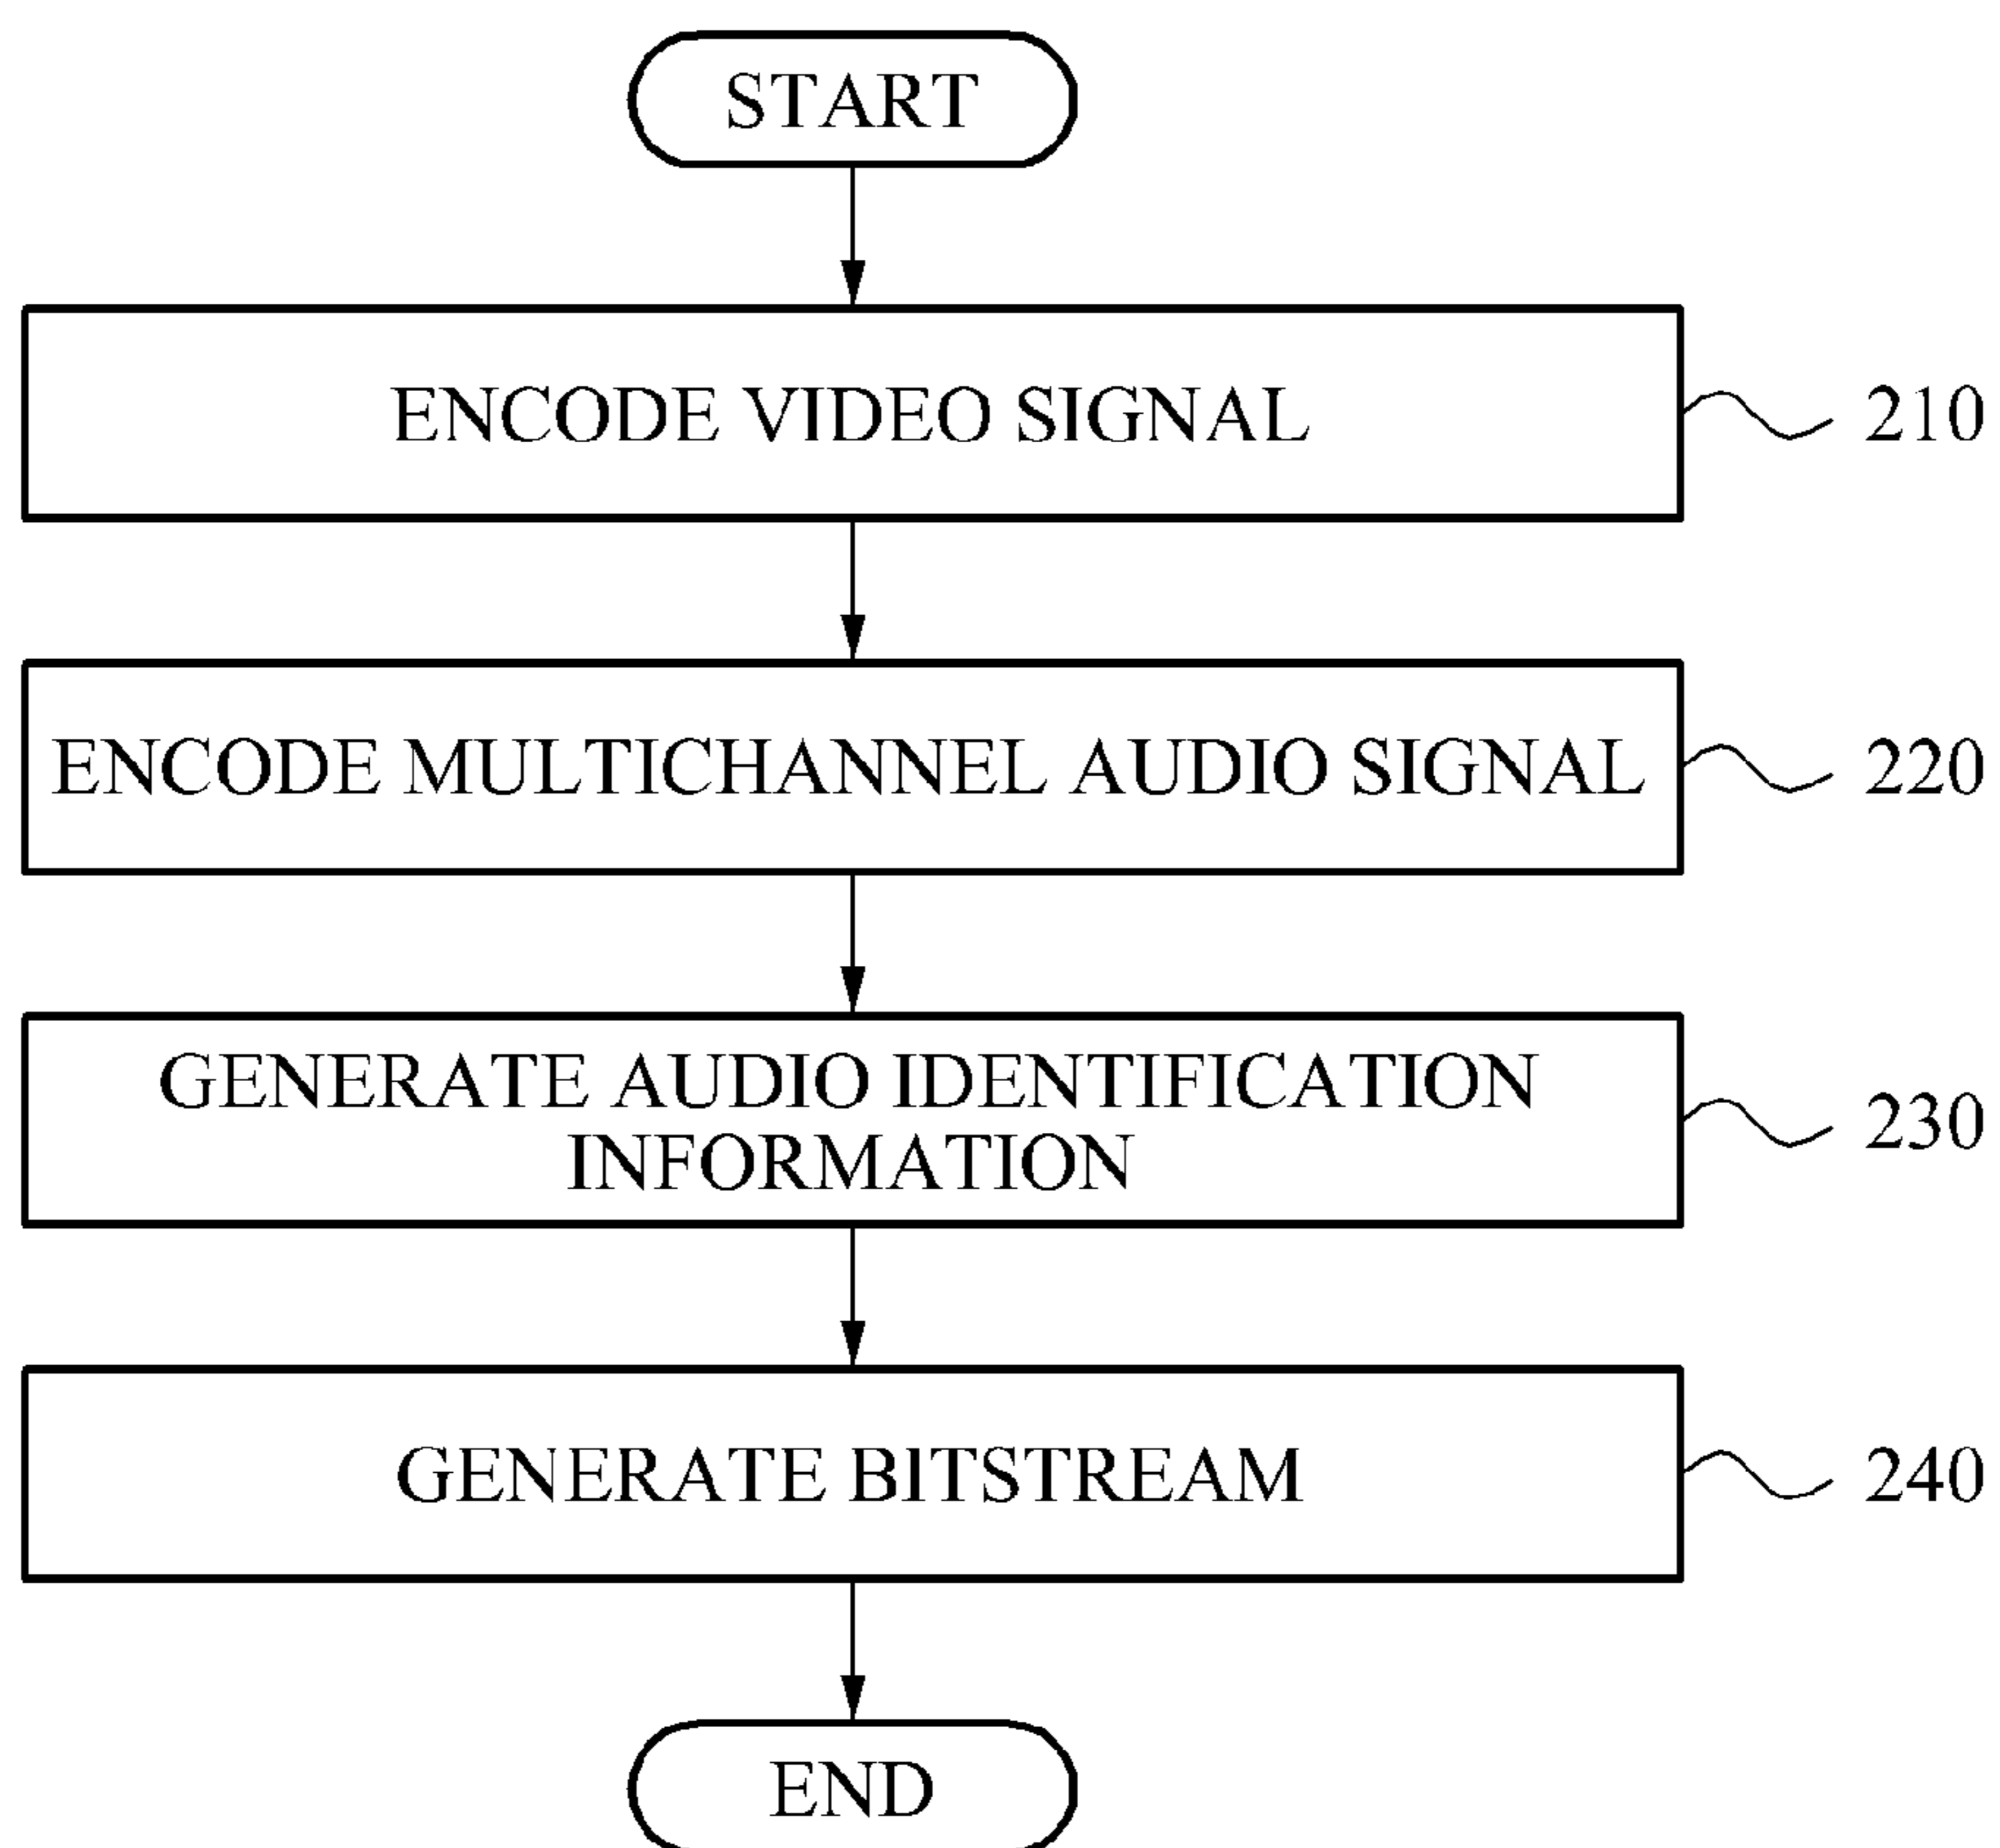 START
ENCODE VIDEO SIGNAL
210
ENCODE MULTICHANNEL AUDIO SIGNAL
220
GENERATE AUDIO IDENTIFICATION
INFORMATION
230
GENERATE BITSTREAM
240
END